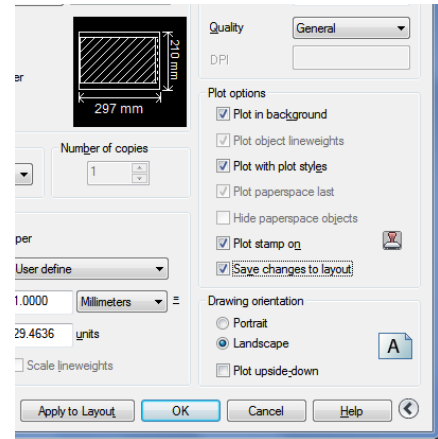 Quality
General
DPI
er
210 mm
297 mm
Plot options
Plot in background
Plot object lineweights
Number of copies
1
Plot with plot styles
Plot paperspace last
Hide paperspace objects
per
Plot stamp on
User define
Save changes to layout
1.0000
Millimeters
=
Drawing orientation
Portrait
29.4636
units
Landscape
A
Scale lineweights
Plot upside-down
Apply to Layout
OK
Cancel
Help